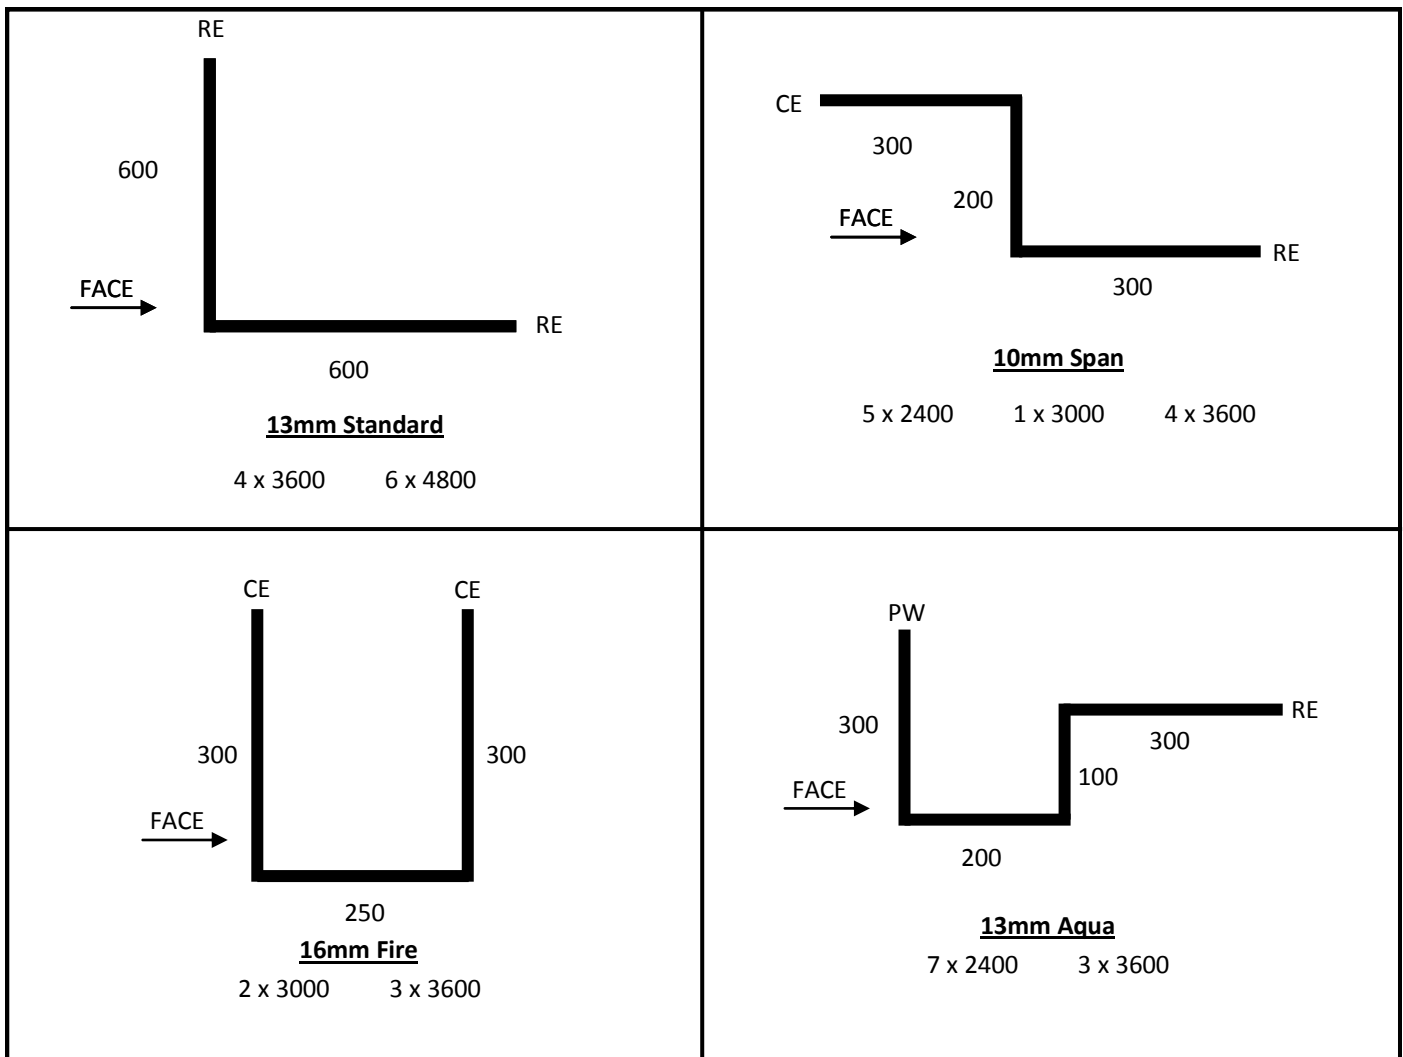 RE
600
FACE
RE
600
13mm Standard
4 x 3600 6 x 4800
CE
300
200
FACE
RE
300
10mm Span
5 x 2400 1 x 3000 4 x 3600
CE CE
300 300
FACE
250
16mm Fire
2 x 3000 3 x 3600
PW
RE
300
300
100
FACE
200
13mm Aqua
7 x 2400 3 x 3600